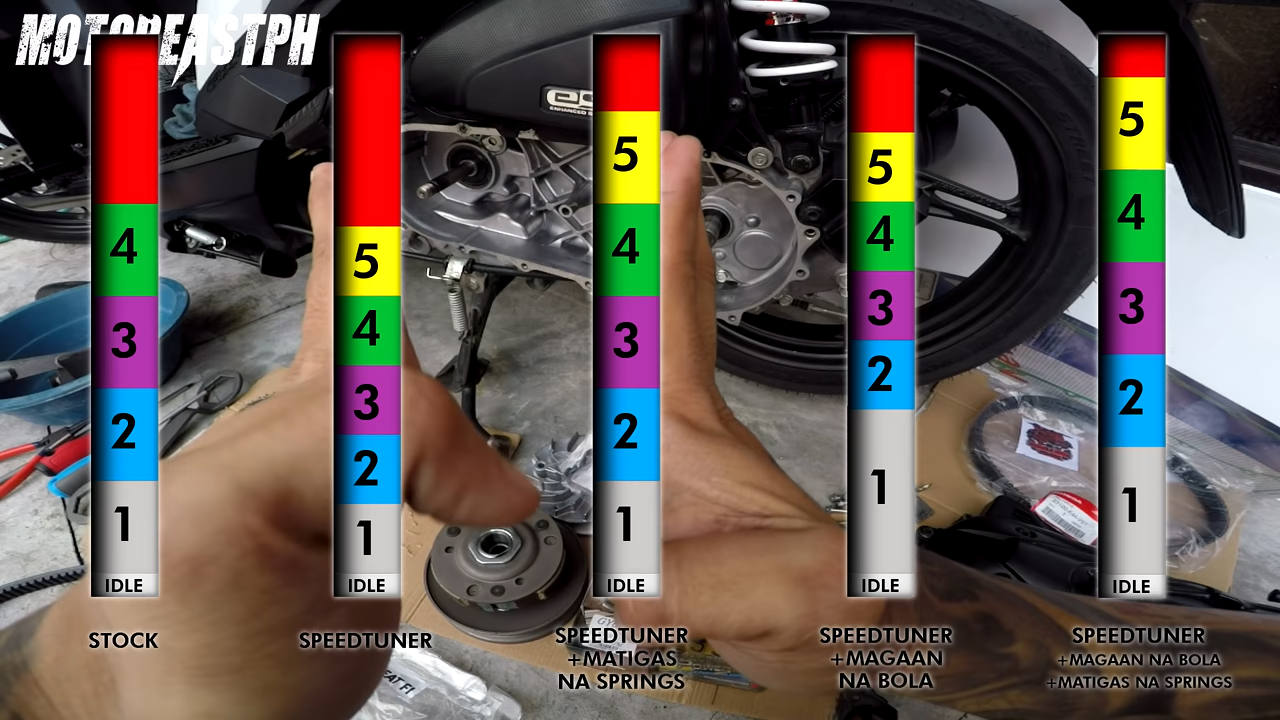 MOTOBEASTPH
4
3
2
1
IDLE
STOCK
5
4
3
2
1
IDLE
SPEEDTUNER
5
4
3
2
1
IDLE
SPEEDTUNER
+MATIGAS
NA SPRINGS
5
4
3
2
1
IDLE
SPEEDTUNER
+MAGAAN
NA BOLA
5
4
3
2
1
IDLE
SPEEDTUNER
+MAGAAN NA BOLA
+MATIGAS NA SPRINGS